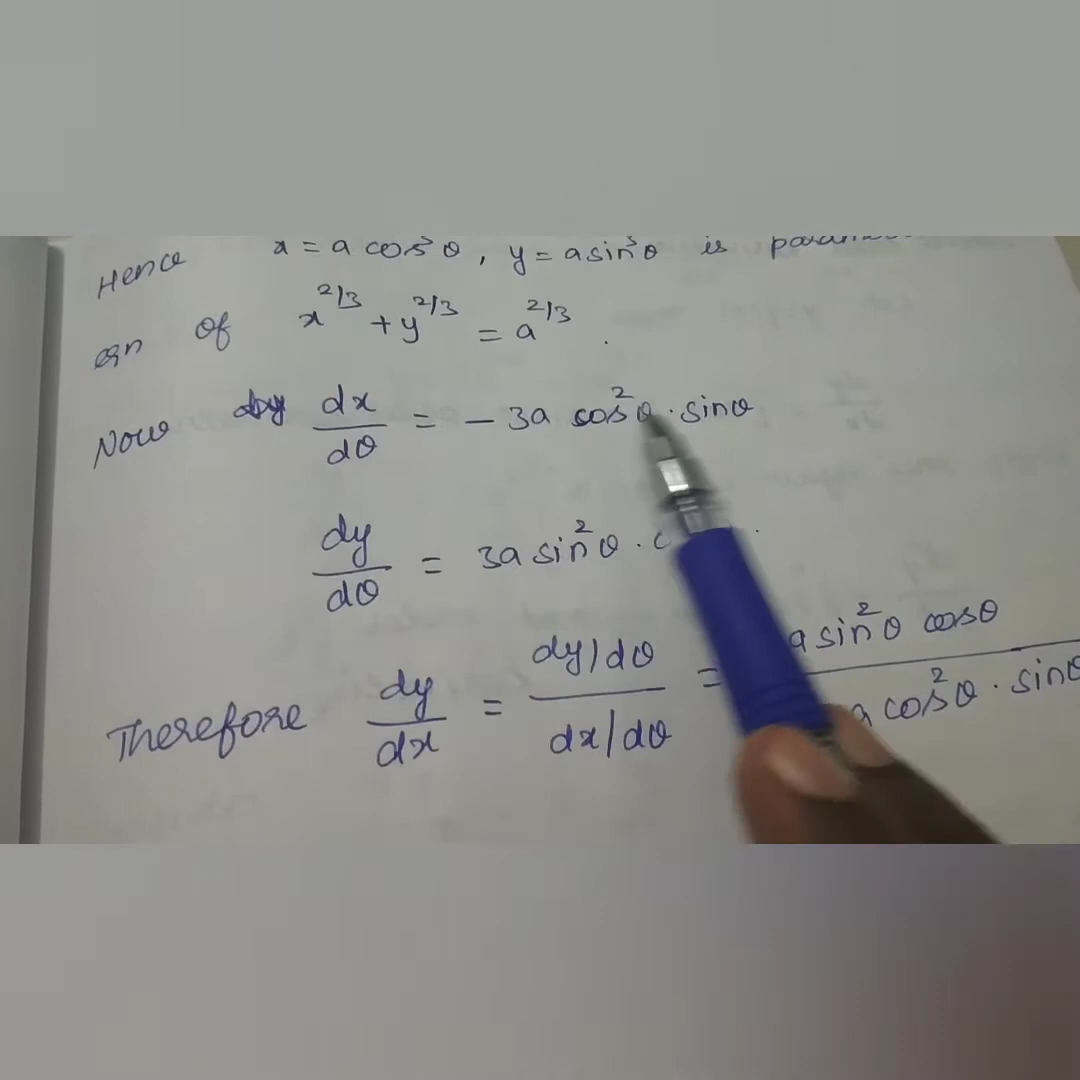 Hence x = a cos³θ, y = a sin³θ is
eqn of x^2/3 + y^2/3 = a^2/3 .
Now dx/dθ = - 3a cos²θ · sinθ
dy/dθ = 3a sin²θ ·
Therefore dy/dx = (dy/dθ)/(dx/dθ) = a sin²θ cosθ / a cos²θ · sinθ